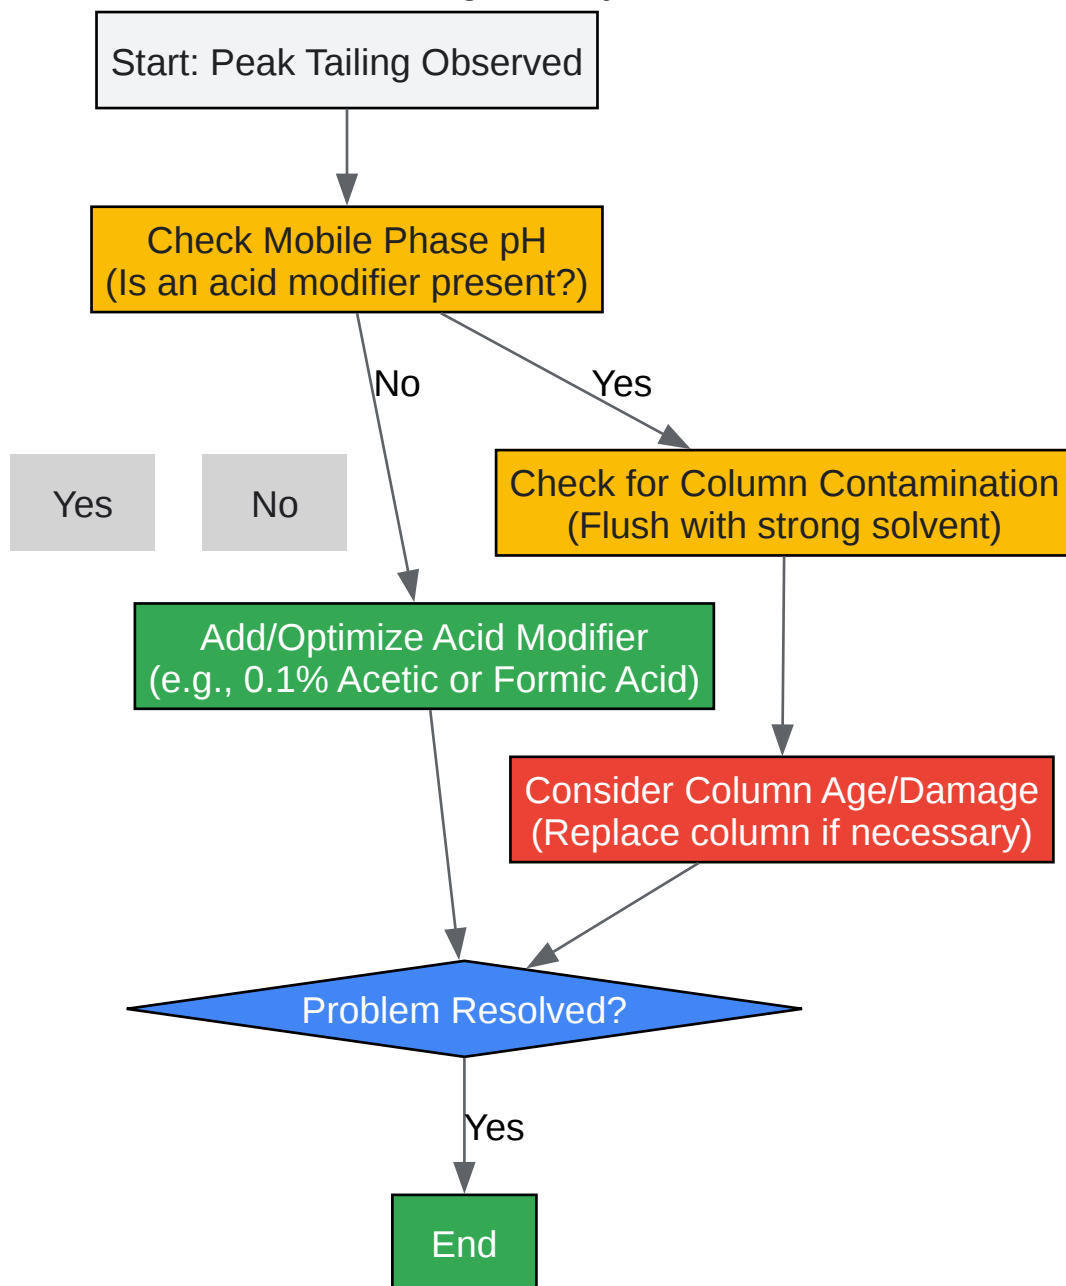 Start: Peak Tailing Observed
Check Mobile Phase pH
(Is an acid modifier present?)
No
Yes
Yes
No
Check for Column Contamination
(Flush with strong solvent)
Add/Optimize Acid Modifier
(e.g., 0.1% Acetic or Formic Acid)
Consider Column Age/Damage
(Replace column if necessary)
Problem Resolved?
Yes
End